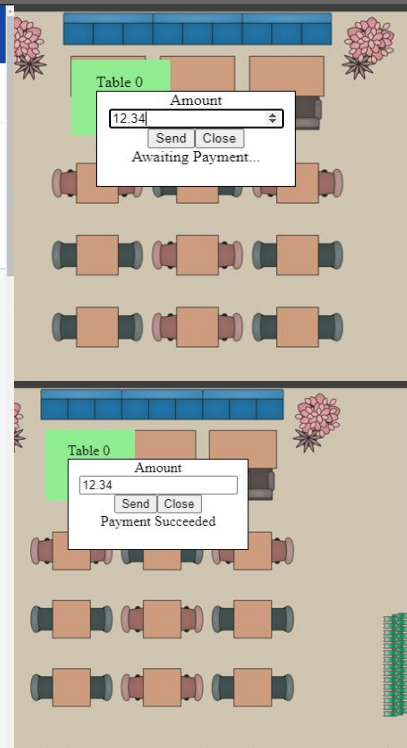 Table 0
Amount
12.34
Send Close
Awaiting Payment...
Table 0
Amount
12.34
Send Close
Payment Succeeded